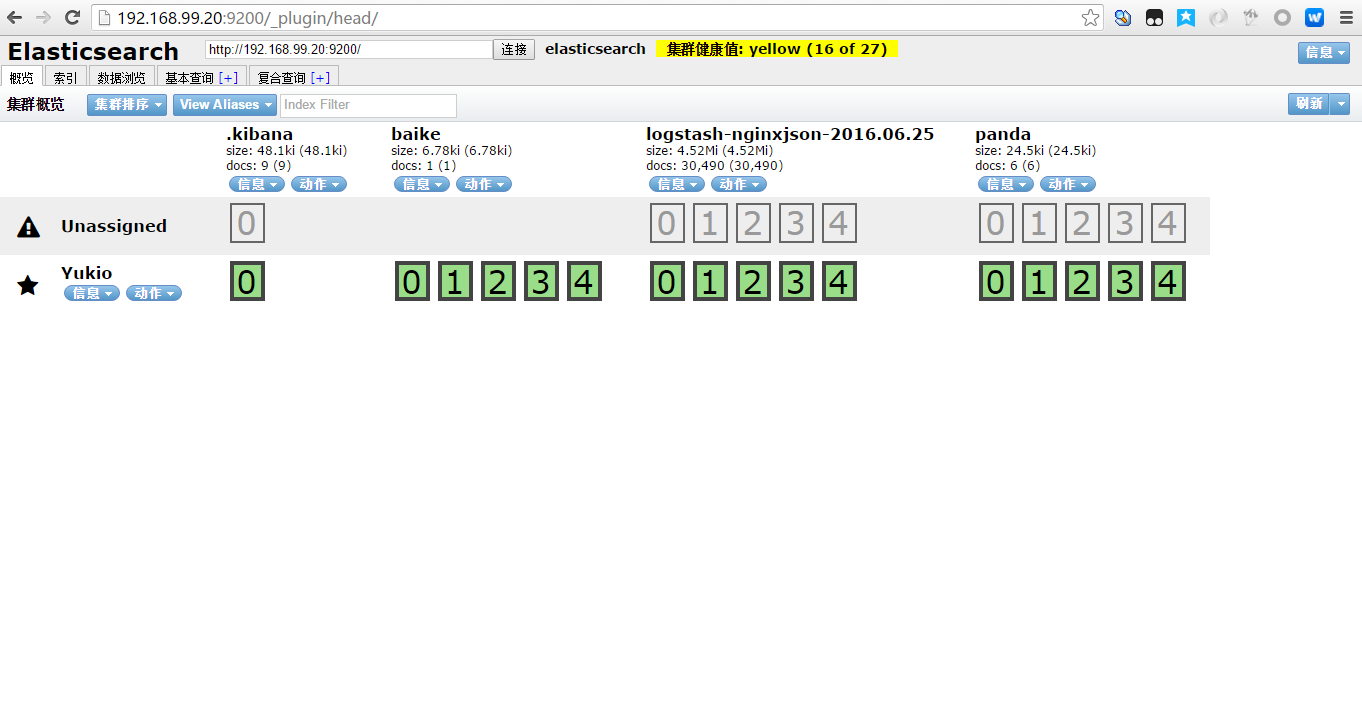 192.168.99.20:9200/_plugin/head/
Elasticsearch http://192.168.99.20:9200/ 连接 elasticsearch 集群健康值: yellow (16 of 27) 信息
概览 索引 数据浏览 基本查询 [+] 复合查询 [+]
集群概览 集群排序 View Aliases Index Filter 刷新
.kibana baike logstash-nginxjson-2016.06.25 panda
size: 48.1ki (48.1ki) size: 6.78ki (6.78ki) size: 4.52Mi (4.52Mi) size: 24.5ki (24.5ki)
docs: 9 (9) docs: 1 (1) docs: 30,490 (30,490) docs: 6 (6)
信息 动作 信息 动作 信息 动作 信息 动作
Unassigned 0 0 1 2 3 4 0 1 2 3 4
Yukio 0 0 1 2 3 4 0 1 2 3 4 0 1 2 3 4
信息 动作